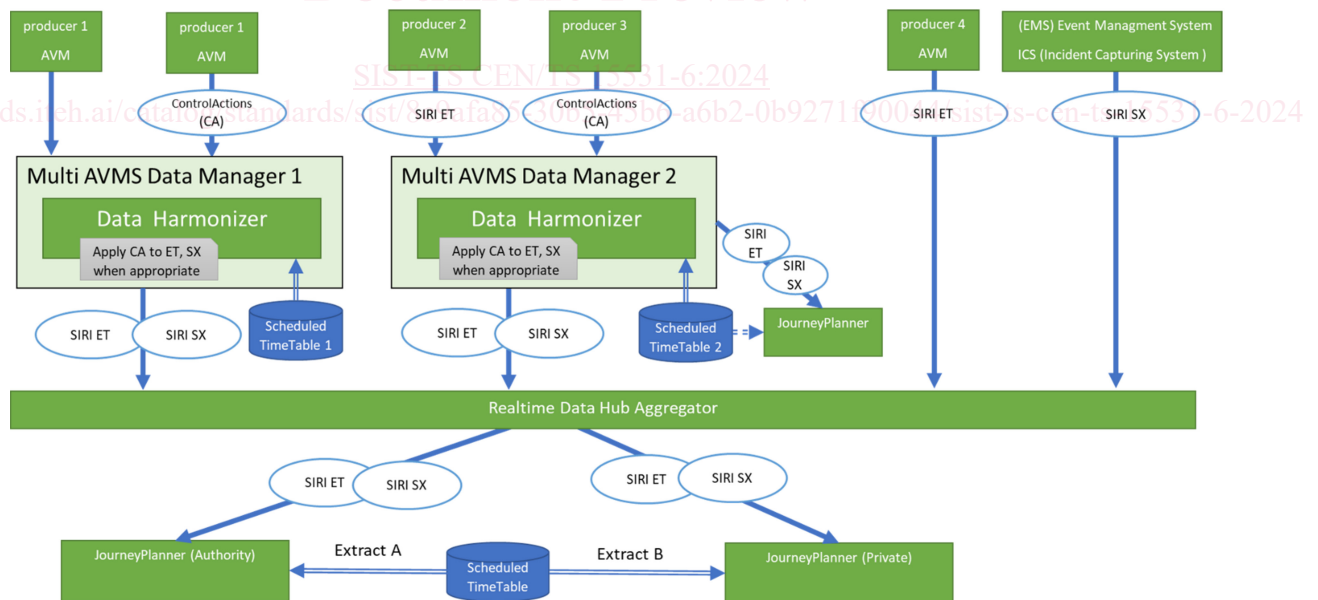 producer 1
AVM
producer 1
AVM
producer 2
AVM
producer 3
AVM
producer 4
AVM
(EMS) Event Managment System
ICS (Incident Capturing System )
SIST-TS CEN/TS 15531-6:2024
ControlActions
(CA)
SIRI ET
ControlActions
(CA)
SIRI ET
SIRI SX
Multi AVMS Data Manager 1
Data Harmonizer
Apply CA to ET, SX
when appropriate
Multi AVMS Data Manager 2
Data Harmonizer
Apply CA to ET, SX
when appropriate
SIRI
ET
SIRI
SX
SIRI ET
SIRI SX
Scheduled
TimeTable 1
SIRI ET
SIRI SX
Scheduled
TimeTable 2
JourneyPlanner
Realtime Data Hub Aggregator
SIRI ET
SIRI SX
SIRI ET
SIRI SX
JourneyPlanner (Authority)
Extract A
Scheduled
TimeTable
Extract B
JourneyPlanner (Private)